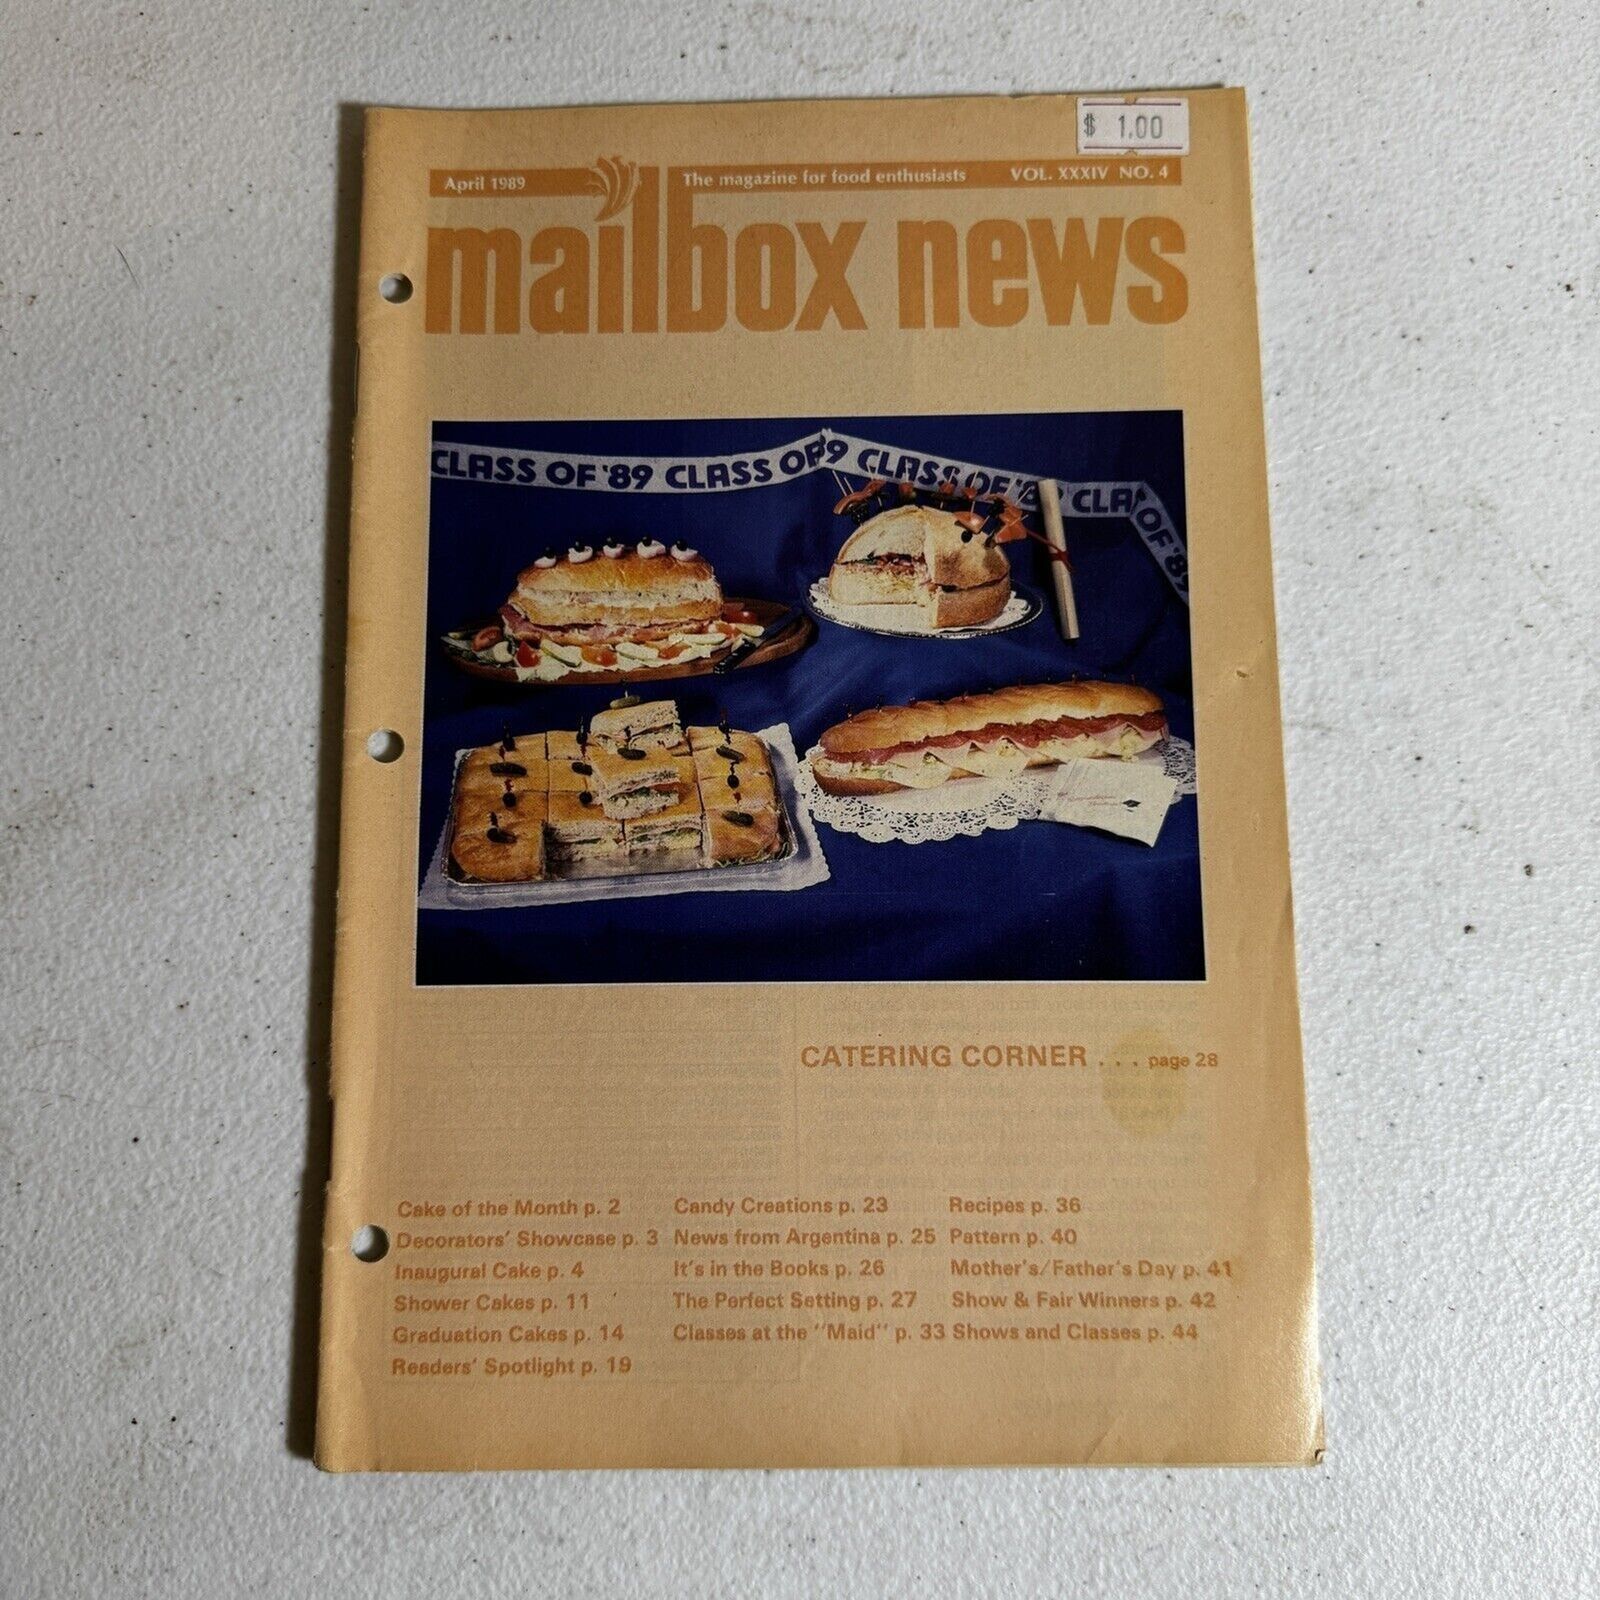 $ 1.00
April 1989 The magazine for food enthusiasts VOL. XXXIV NO. 4
mailbox news
CLASS OF '89 CLASS OF '89 CLASS OF '89 CLASS OF '89
CATERING CORNER . . . page 28
Cake of the Month p. 2
Decorators' Showcase p. 3
Inaugural Cake p. 4
Shower Cakes p. 11
Graduation Cakes p. 14
Readers' Spotlight p. 19
Candy Creations p. 23
News from Argentina p. 25
It's in the Books p. 26
The Perfect Setting p. 27
Classes at the "Maid" p. 33
Recipes p. 36
Pattern p. 40
Mother's/Father's Day p. 41
Show & Fair Winners p. 42
Shows and Classes p. 44